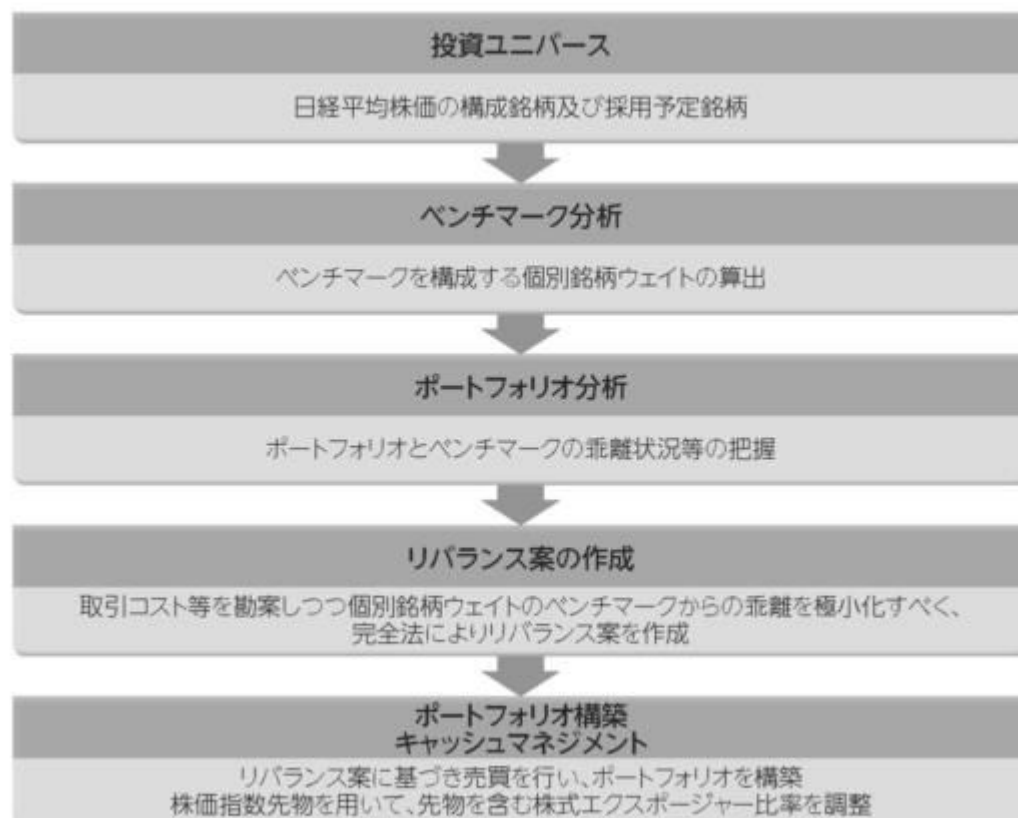 投資ユニバース
日経平均株価の構成銘柄及び採用予定銘柄
ベンチマーク分析
ベンチマークを構成する個別銘柄ウェイトの算出
ポートフォリオ分析
ポートフォリオとベンチマークの乖離状況等の把握
リバランス案の作成
取引コスト等を勘案しつつ個別銘柄ウェイトのベンチマークからの乖離を極小化すべく、
完全法によりリバランス案を作成
ポートフォリオ構築
キャッシュマネジメント
リバランス案に基づき売買を行い、ポートフォリオを構築
株価指数先物を用いて、先物を含む株式エクスポージャー比率を調整